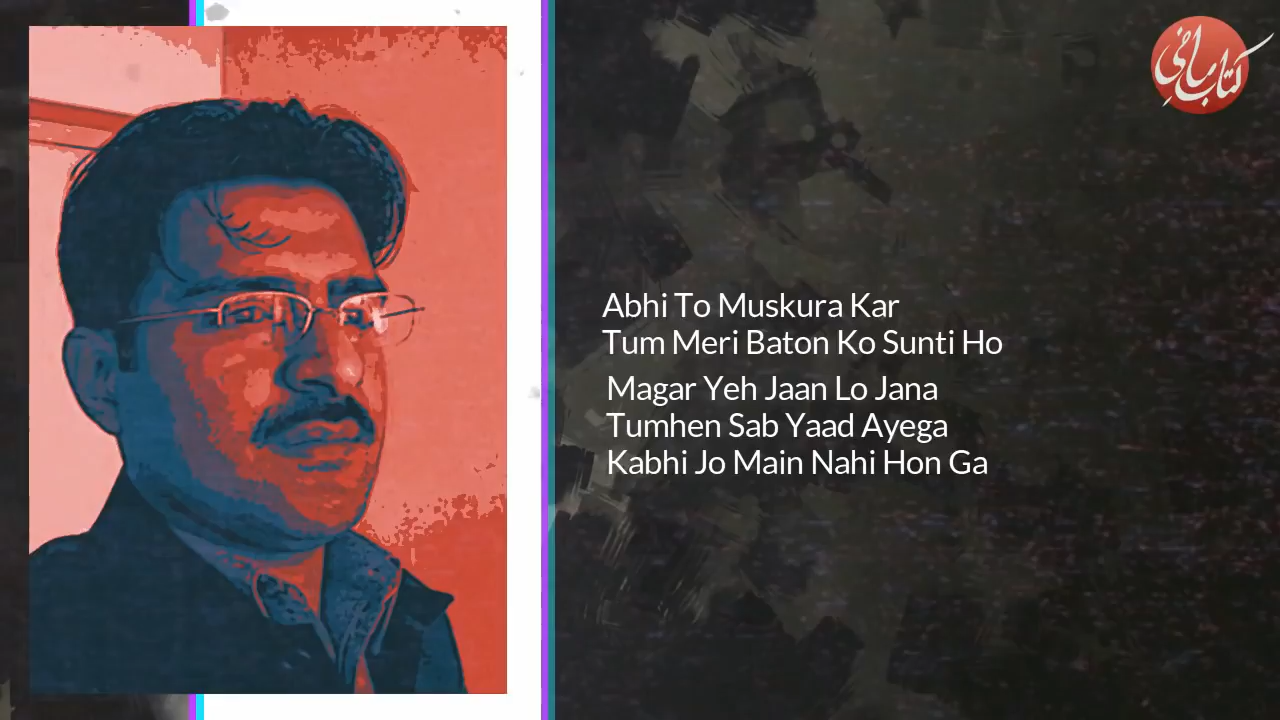 Abhi To Muskura Kar
Tum Meri Baton Ko Sunti Ho
Magar Yeh Jaan Lo Jana
Tumhen Sab Yaad Ayega
Kabhi Jo Main Nahi Hon Ga
کتاب ماضی